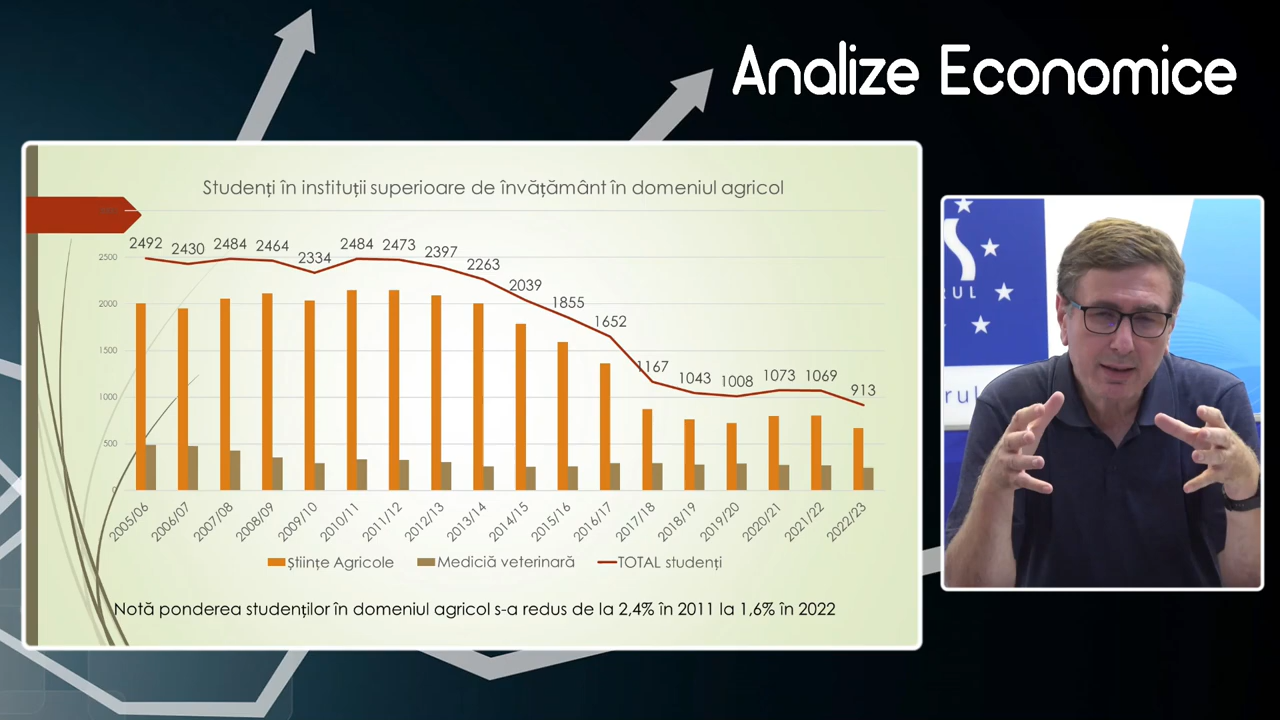 Analize Economice
Studenți în instituții superioare de învățământ în domeniul agricol
2492 2430 2484 2464 2334 2484 2473 2397 2263 2039 1855 1652 1167 1043 1008 1073 1069 913
2500
2000
1500
1000
500
0
2005/06 2006/07 2007/08 2008/09 2009/10 2010/11 2011/12 2012/13 2013/14 2014/15 2015/16 2016/17 2017/18 2018/19 2019/20 2020/21 2021/22 2022/23
Științe Agricole Mediciă veterinară TOTAL studenți
Notă ponderea studenților în domeniul agricol s-a redus de la 2,4% în 2011 la 1,6% în 2022
RUL
rul